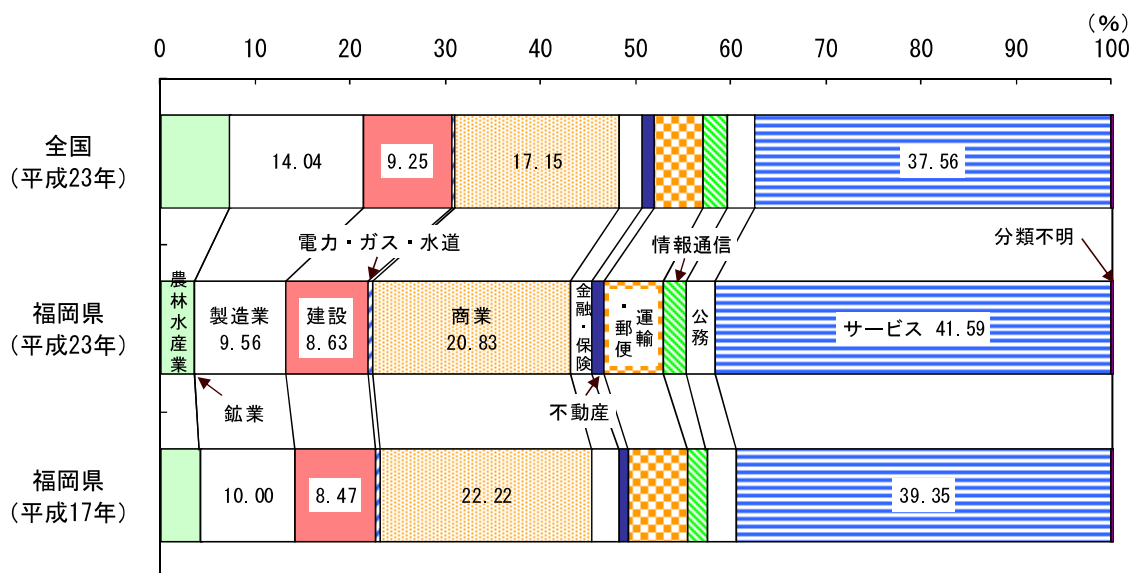 (%)
0 10 20 30 40 50 60 70 80 90 100
全国
(平成23年)
14.04
9.25
17.15
37.56
電力・ガス・水道
情報通信
分類不明
福岡県
(平成23年)
農林水産業
製造業
9.56
建設
8.63
商業
20.83
金融・保険
運輸
・郵便
公務
サービス 41.59
鉱業
不動産
福岡県
(平成17年)
10.00
8.47
22.22
39.35